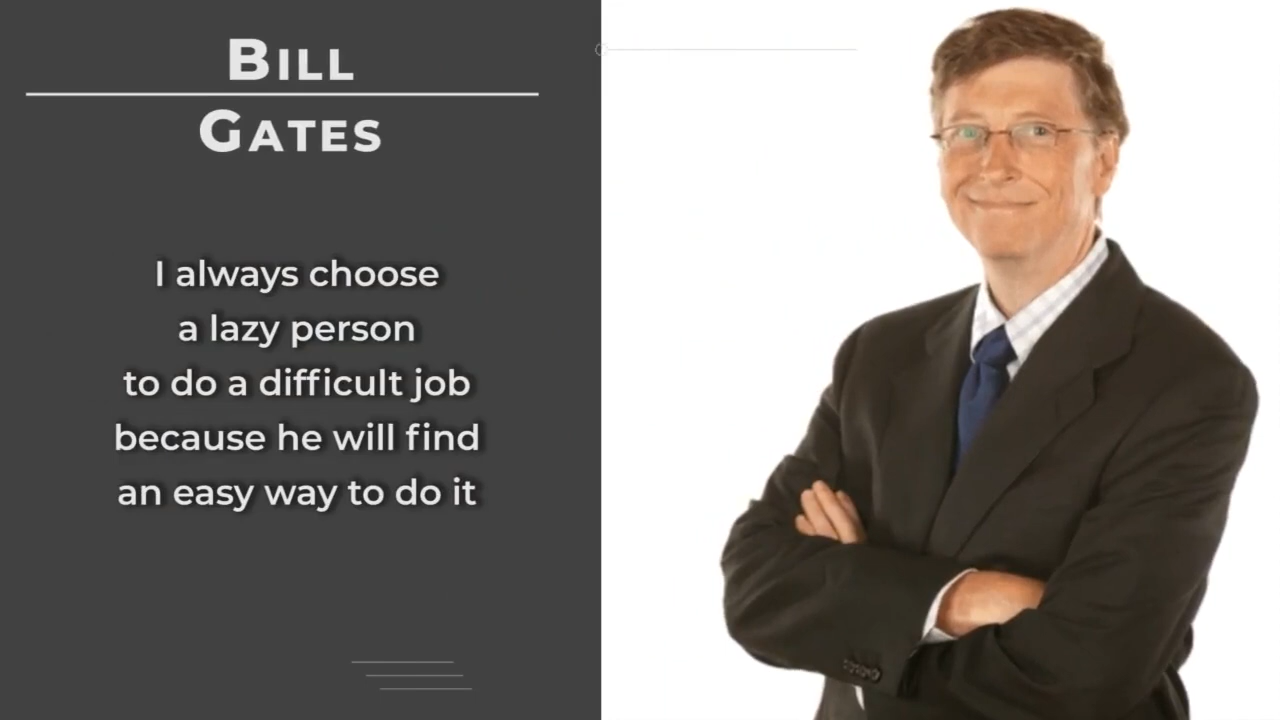 Bill
Gates
I always choose
a lazy person
to do a difficult job
because he will find
an easy way to do it